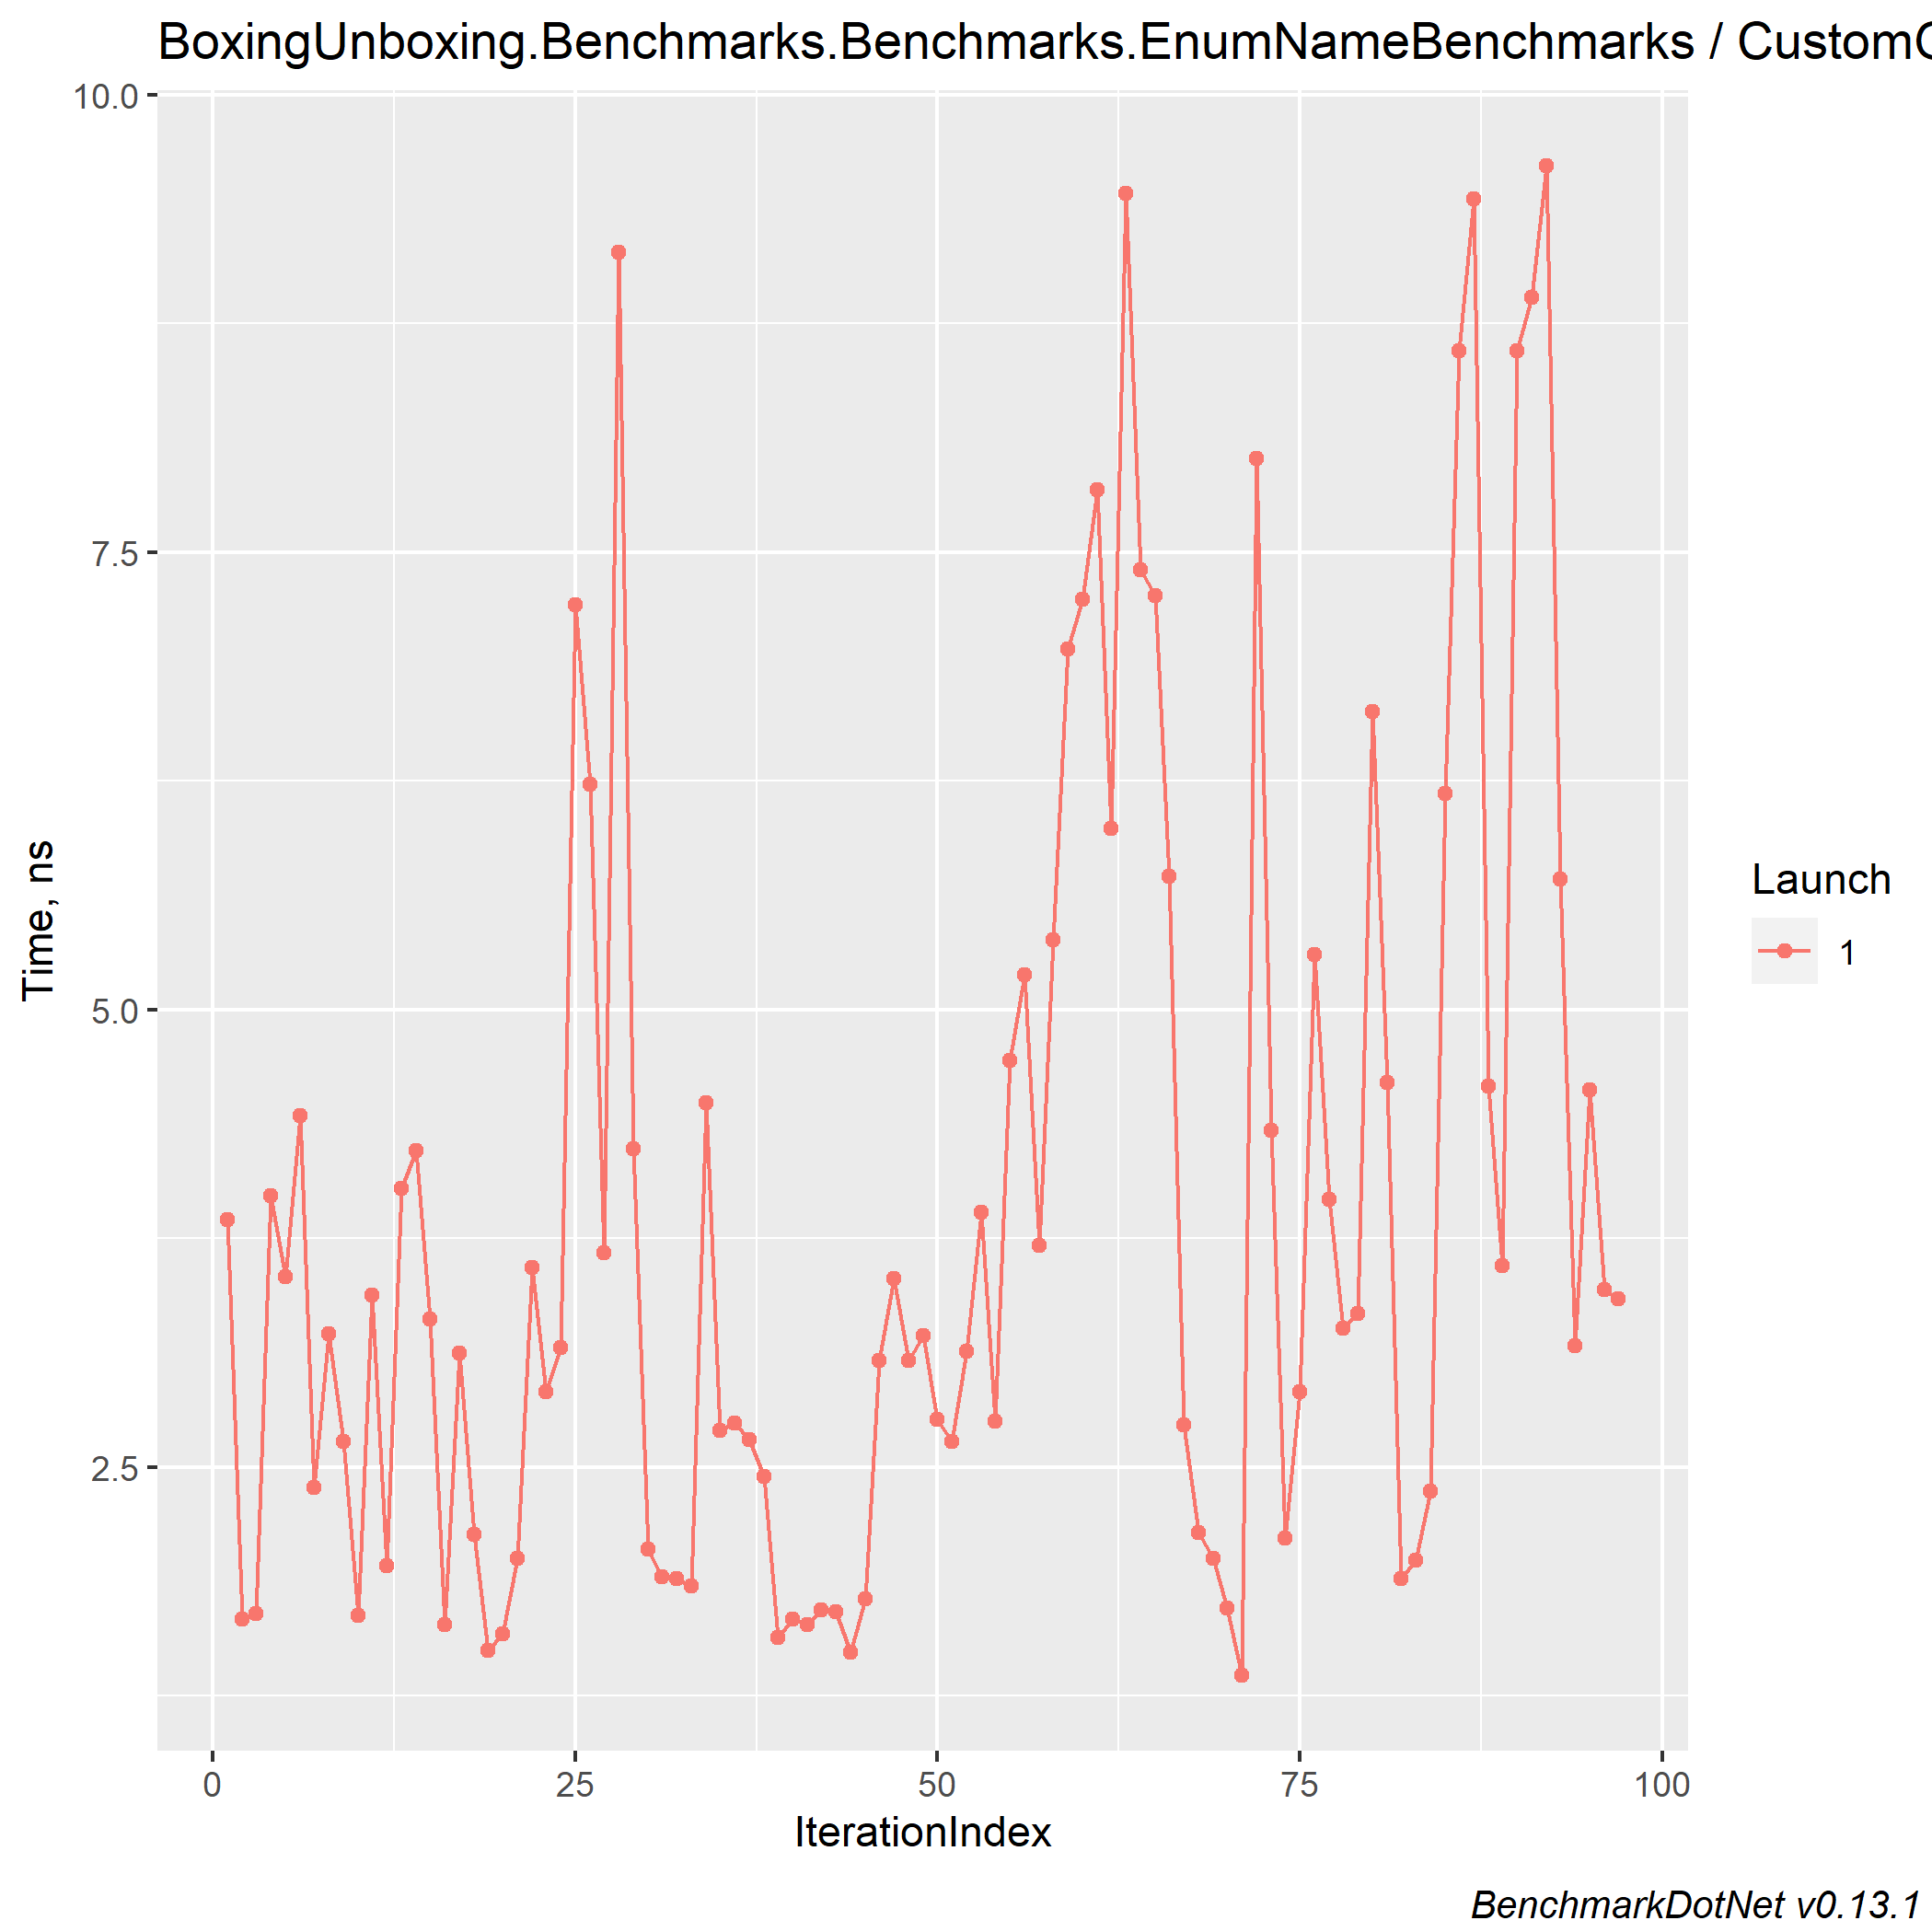 BoxingUnboxing.Benchmarks.Benchmarks.EnumNameBenchmarks / Custom
10.0
7.5
5.0
2.5
Time, ns
0 25 50 75 100
IterationIndex
Launch
1
BenchmarkDotNet v0.13.1